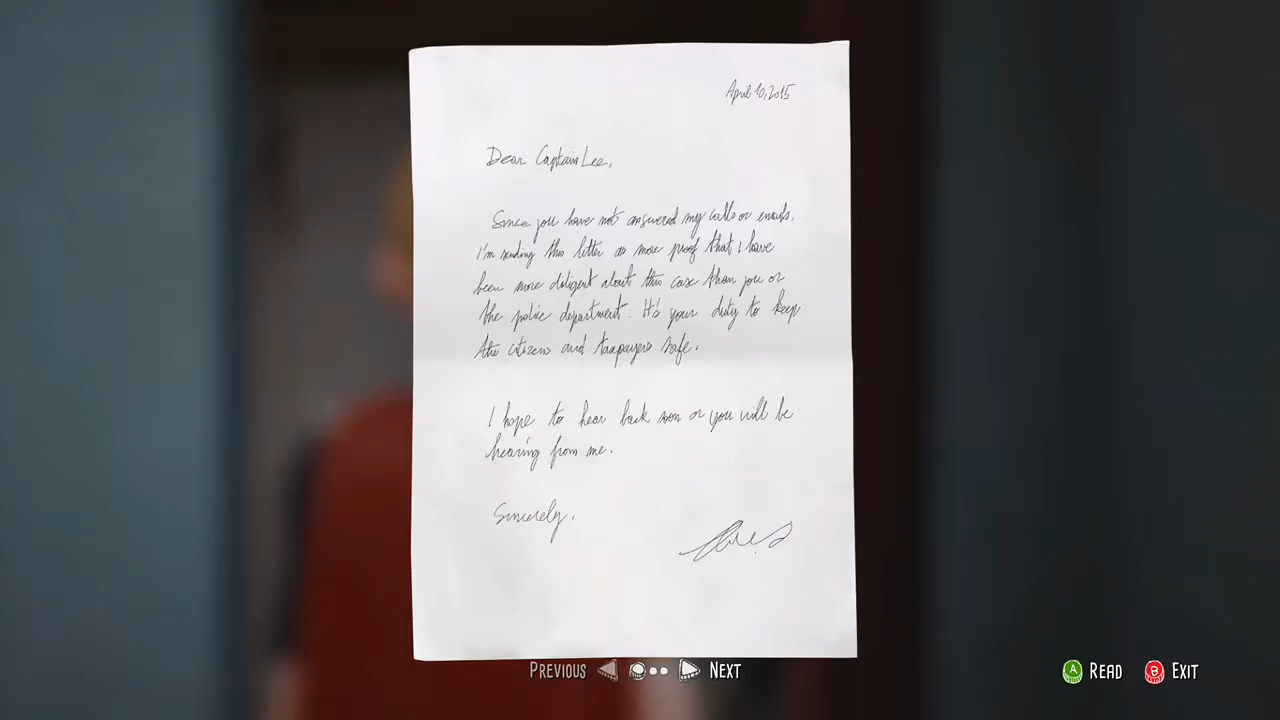 April 10, 2015
Dear Captain Lee,
Since you have not answered my calls or emails.
I'm sending this letter as more proof that I have
been more diligent about this case than you or
the police department. It's your duty to keep
the citizens and taxpayers safe.
I hope to hear back soon or you will be
hearing from me.
Sincerely,
PREVIOUS NEXT
A READ B EXIT